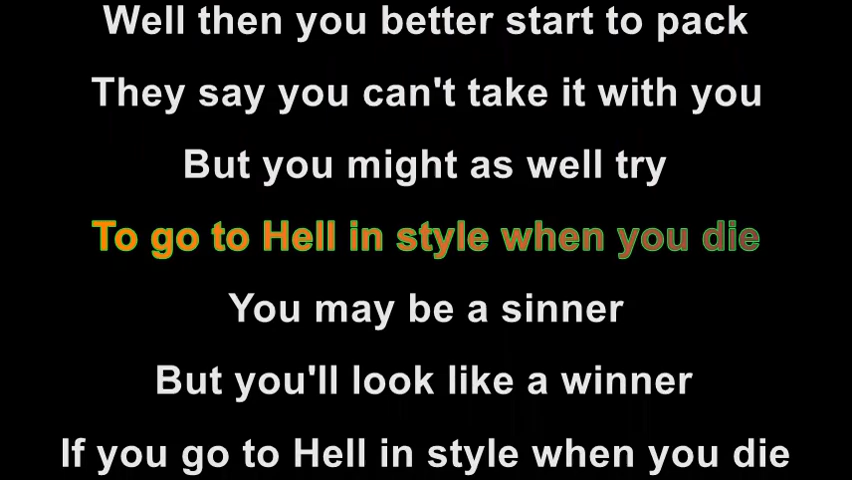 Well then you better start to pack
They say you can't take it with you
But you might as well try
To go to Hell in style when you die
You may be a sinner
But you'll look like a winner
If you go to Hell in style when you die